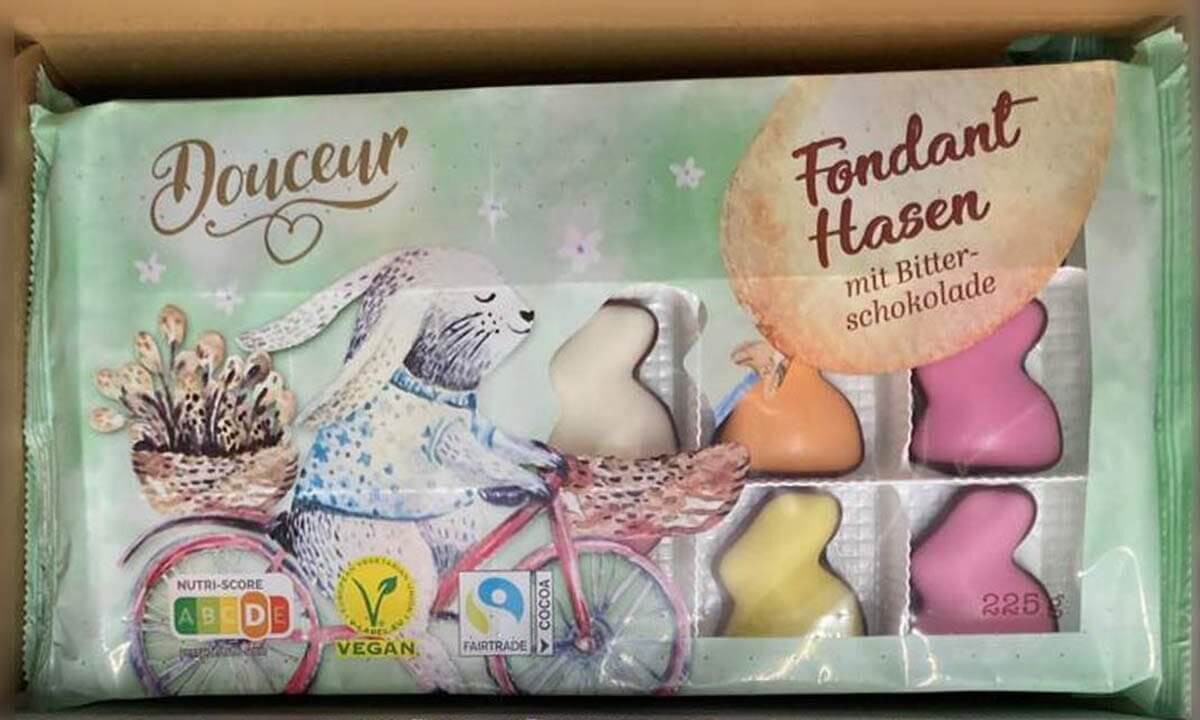 Douceur
Fondant
Hasen
mit Bitter-
schokolade
NUTRI-SCORE
A B C D E
VEGAN
FAIRTRADE
COCOA
225 g